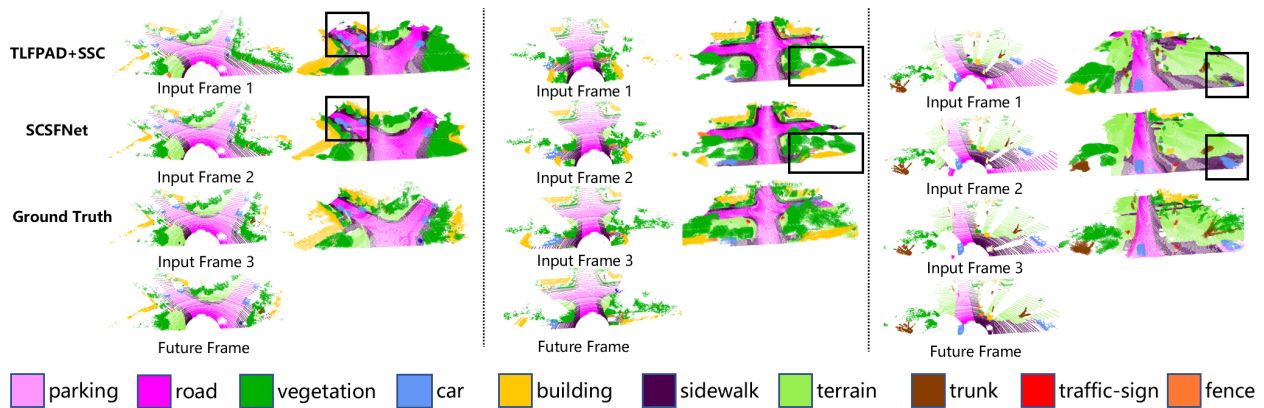 TLFPAD+SSC
Input Frame 1
Input Frame 1
Input Frame 1
SCSFNet
Input Frame 2
Input Frame 2
Input Frame 2
Ground Truth
Input Frame 3
Input Frame 3
Input Frame 3
Future Frame
Future Frame
Future Frame
parking road vegetation car building sidewalk terrain trunk traffic-sign fence